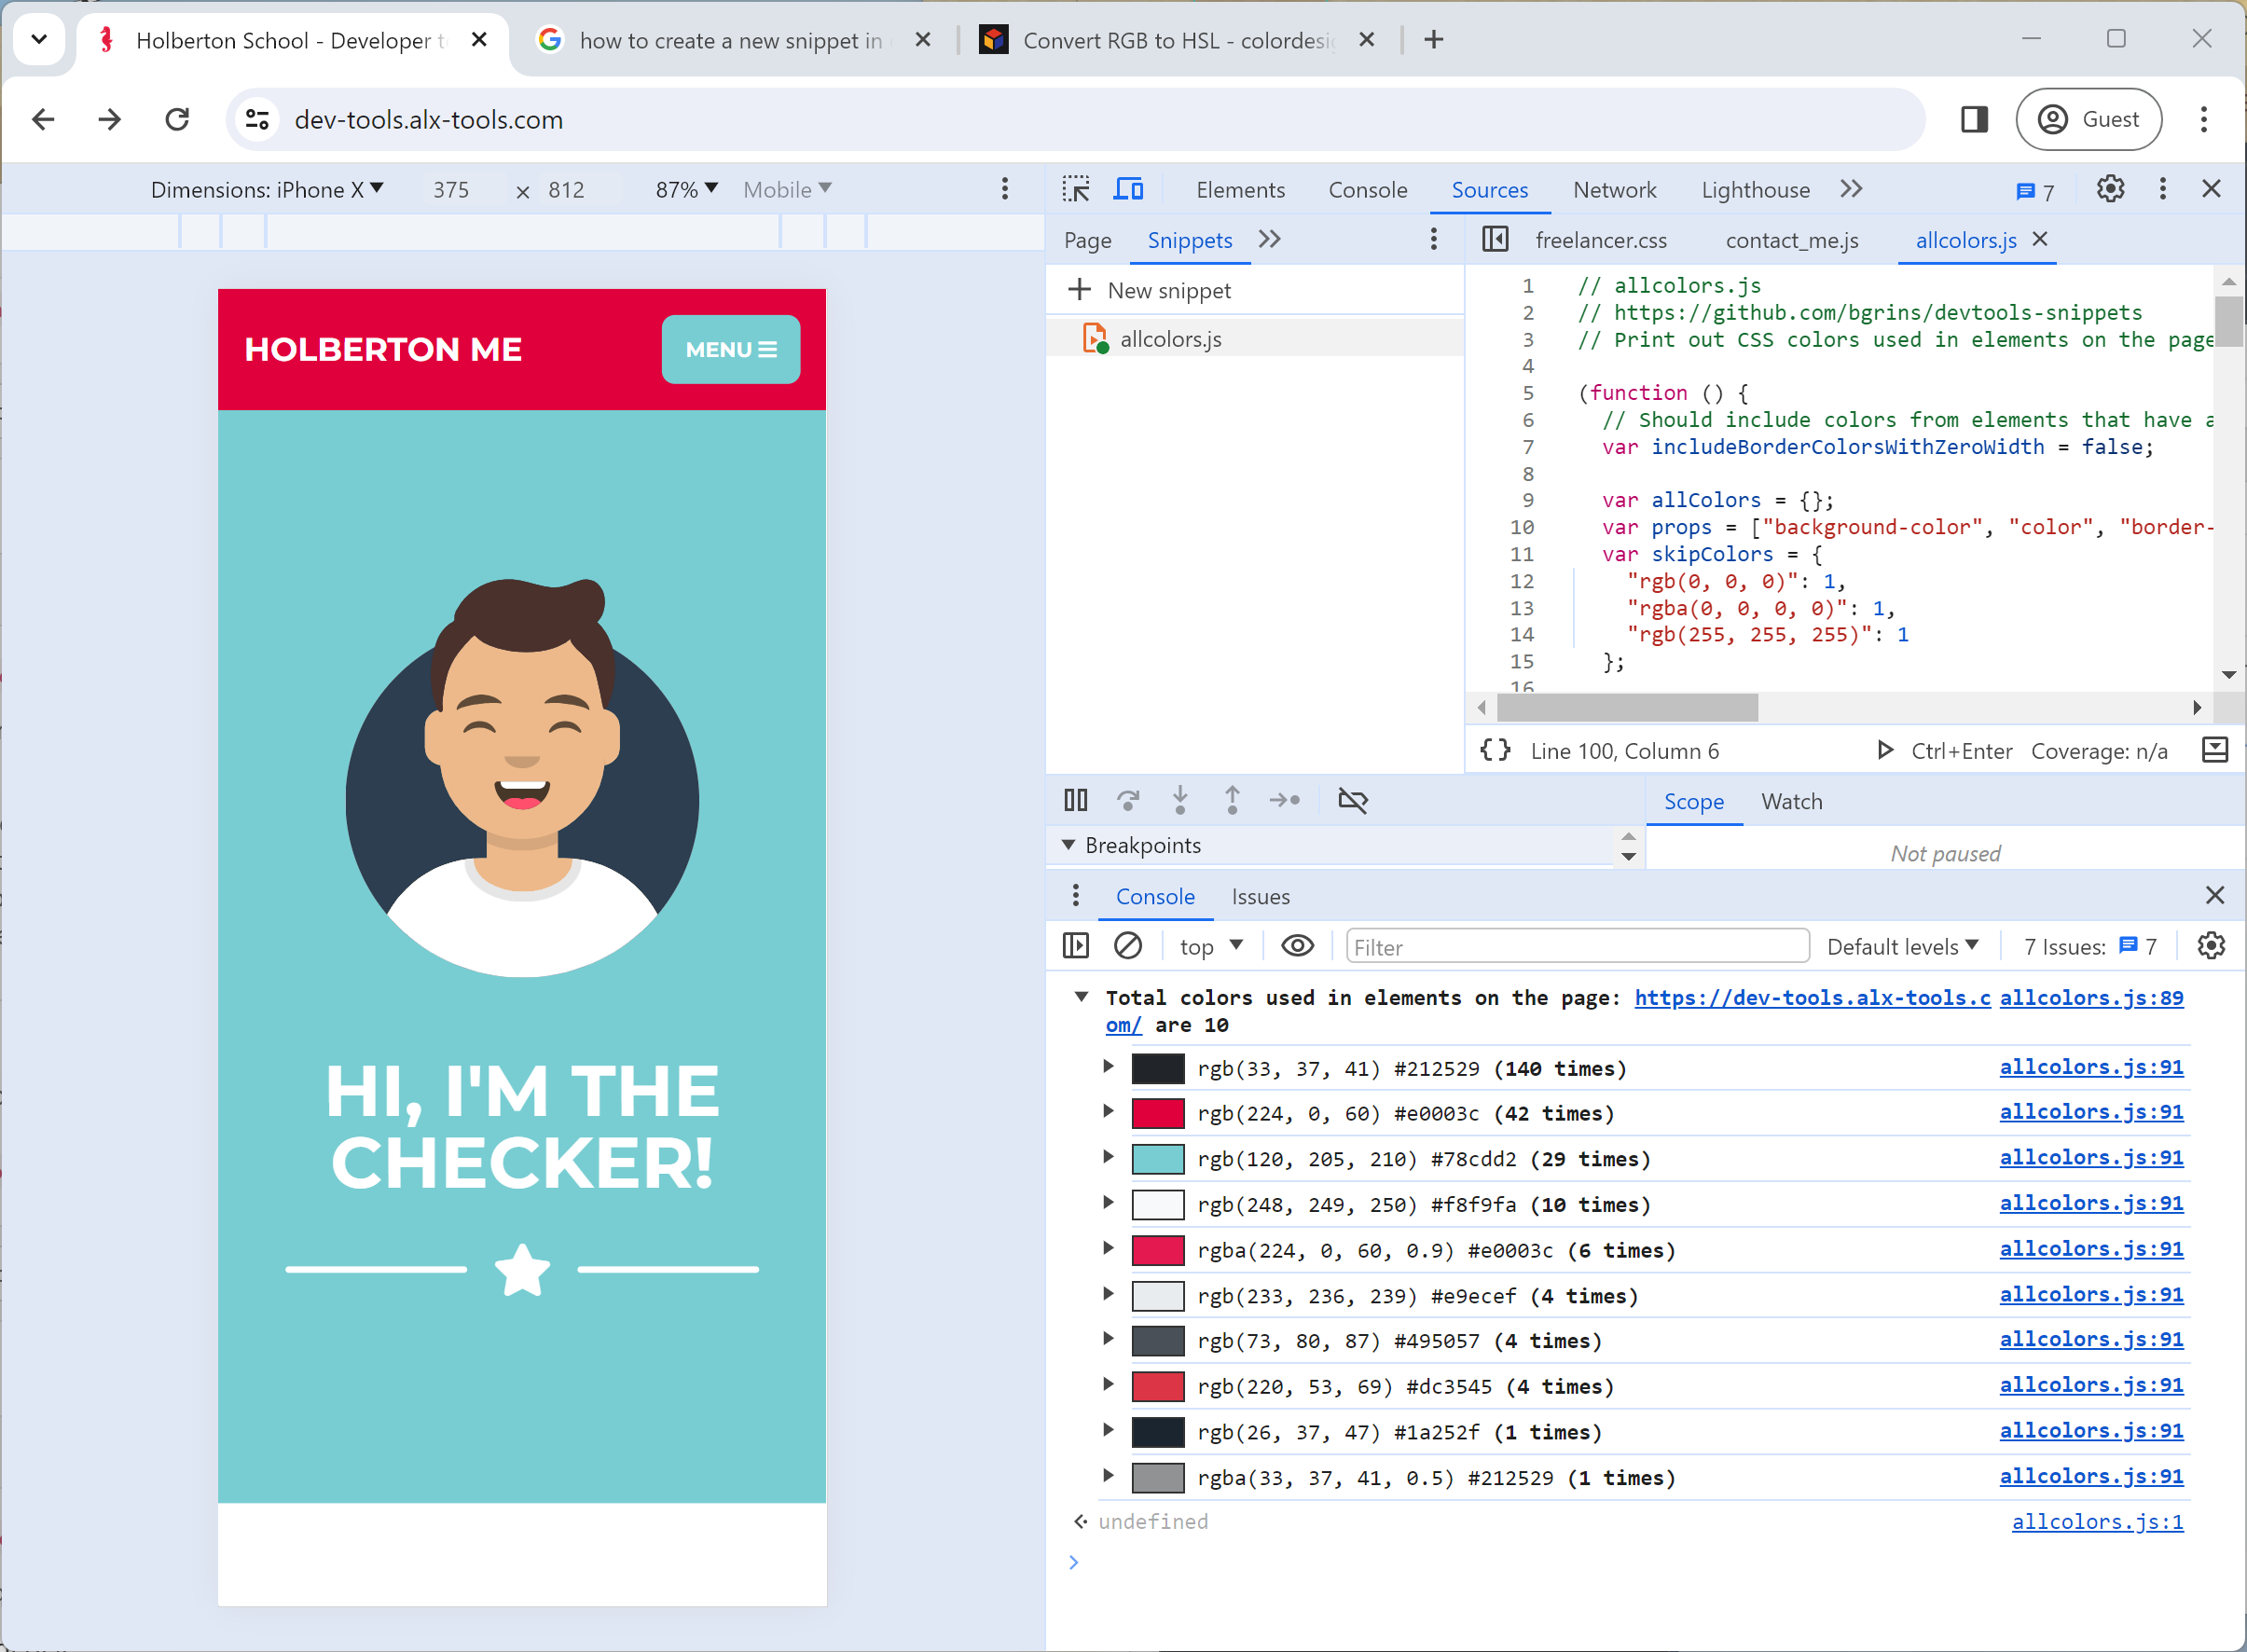 Holberton School - Developer t
how to create a new snippet in
Convert RGB to HSL - colordesi
dev-tools.alx-tools.com
Guest
Dimensions: iPhone X 375 × 812 87% Mobile
Elements Console Sources Network Lighthouse 7
Page Snippets
freelancer.css contact_me.js allcolors.js
New snippet
allcolors.js
1 // allcolors.js
2 // https://github.com/bgrins/devtools-snippets
3 // Print out CSS colors used in elements on the page
4
5 (function () {
6 // Should include colors from elements that have a
7 var includeBorderColorsWithZeroWidth = false;
8
9 var allColors = {};
10 var props = ["background-color", "color", "border-
11 var skipColors = {
12 "rgb(0, 0, 0)": 1,
13 "rgba(0, 0, 0, 0)": 1,
14 "rgb(255, 255, 255)": 1
15 };
16
{ } Line 100, Column 6 Ctrl+Enter Coverage: n/a
Scope Watch
Breakpoints
Not paused
Console Issues
top Filter Default levels 7 Issues: 7
Total colors used in elements on the page: https://dev-tools.alx-tools.c allcolors.js:89
om/ are 10
rgb(33, 37, 41) #212529 (140 times) allcolors.js:91
rgb(224, 0, 60) #e0003c (42 times) allcolors.js:91
rgb(120, 205, 210) #78cdd2 (29 times) allcolors.js:91
rgb(248, 249, 250) #f8f9fa (10 times) allcolors.js:91
rgba(224, 0, 60, 0.9) #e0003c (6 times) allcolors.js:91
rgb(233, 236, 239) #e9ecef (4 times) allcolors.js:91
rgb(73, 80, 87) #495057 (4 times) allcolors.js:91
rgb(220, 53, 69) #dc3545 (4 times) allcolors.js:91
rgb(26, 37, 47) #1a252f (1 times) allcolors.js:91
rgba(33, 37, 41, 0.5) #212529 (1 times) allcolors.js:91
undefined allcolors.js:1
HOLBERTON ME
MENU
HI, I'M THE
CHECKER!